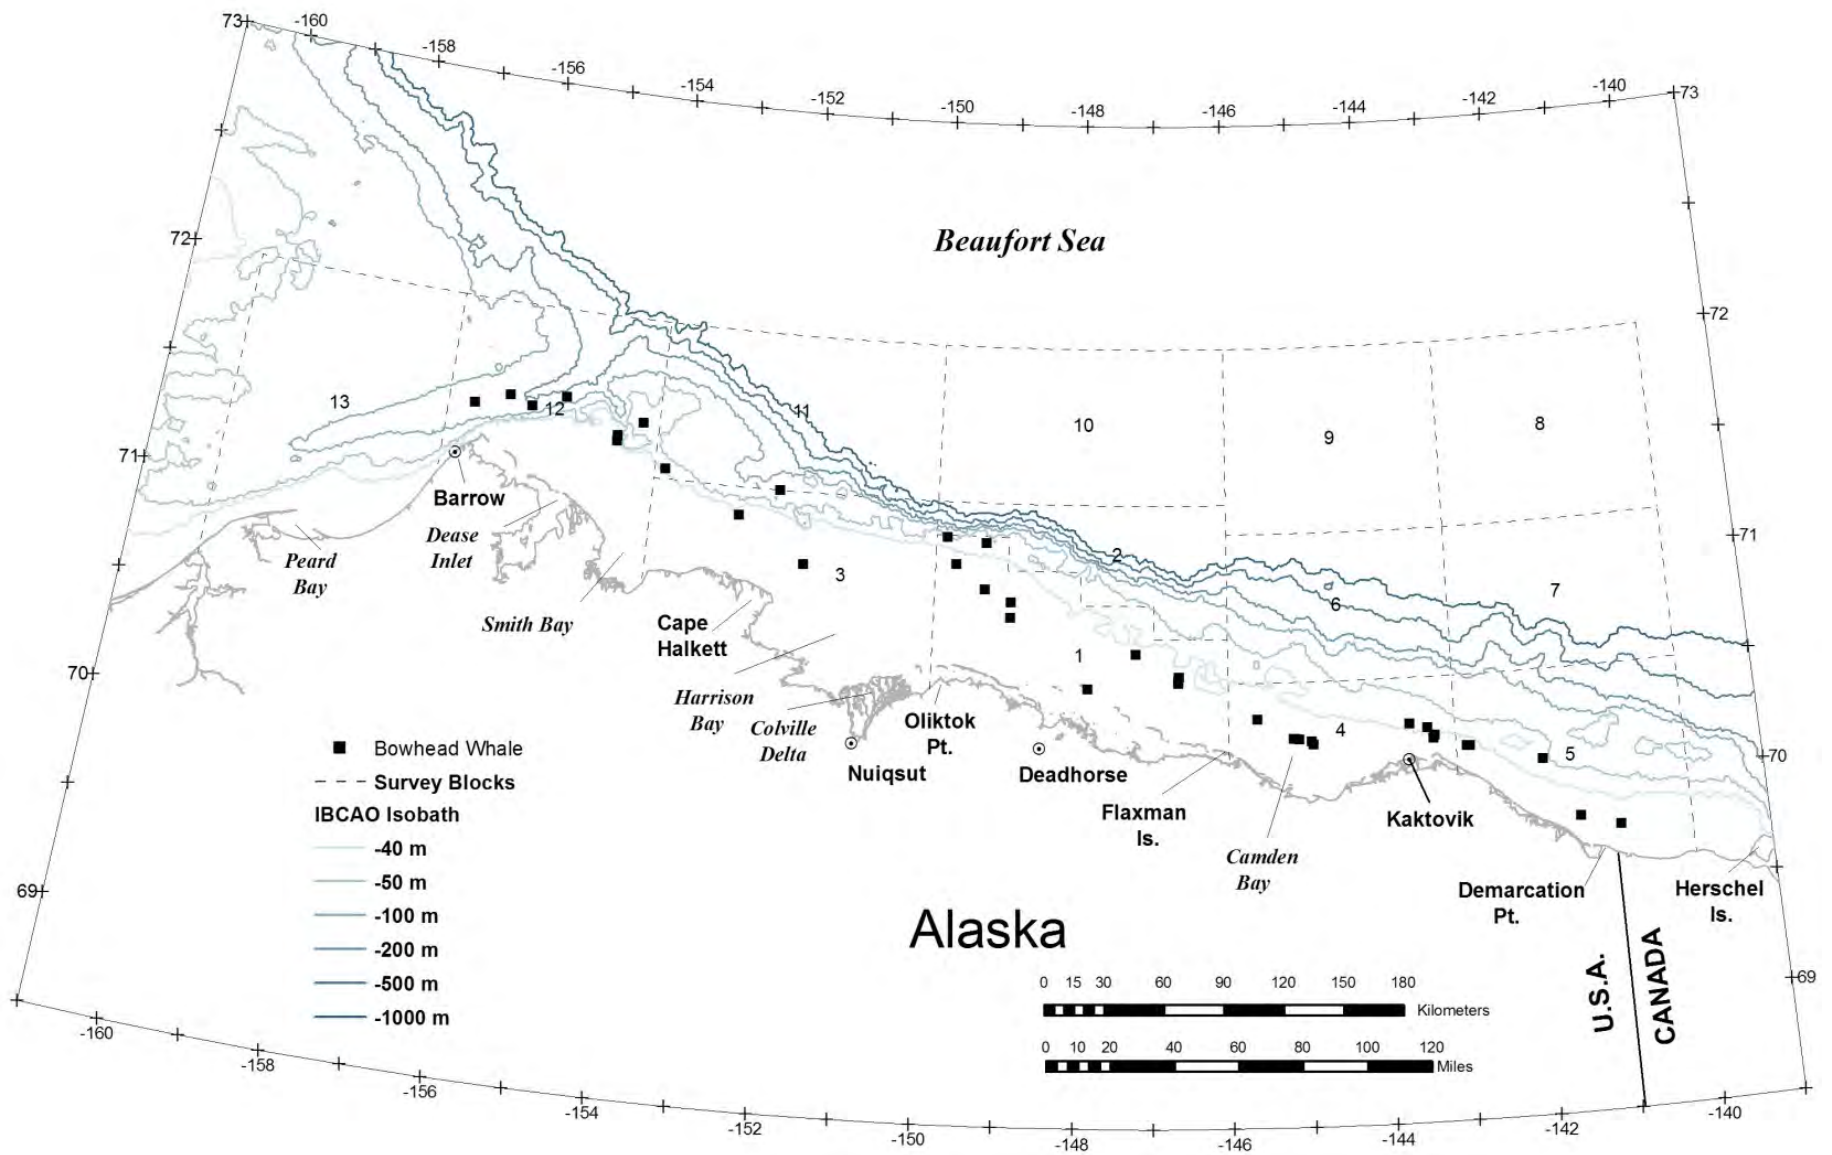 73
-160
-158
-156
-154
-152
-150
-148
-146
-144
-142
-140
73
72
Beaufort Sea
72
13
12
11
10
9
8
71
71
Barrow
Dease
Inlet
Peard
Bay
Smith Bay
3
2
7
6
Cape
Halkett
1
70
Harrison
Bay
Colville
Delta
Oliktok
Pt.
4
5
70
Nuiqsut
Deadhorse
Flaxman
Is.
Kaktovik
Camden
Bay
Demarcation
Pt.
Herschel
Is.
Bowhead Whale
Survey Blocks
IBCAO Isobath
-40 m
-50 m
-100 m
-200 m
-500 m
-1000 m
69
Alaska
U.S.A.
CANADA
69
0 15 30 60 90 120 150 180
Kilometers
0 10 20 40 60 80 100 120
Miles
-160
-158
-156
-154
-152
-150
-148
-146
-144
-142
-140